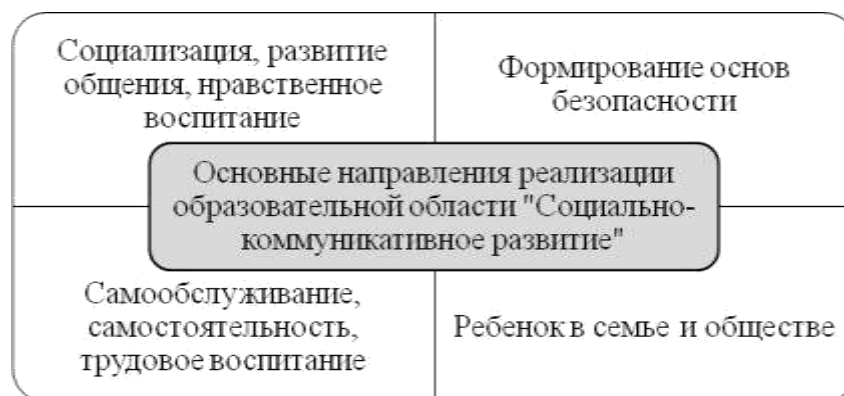 Социализация, развитие
общения, нравственное
воспитание
Формирование основ
безопасности
Основные направления реализации
образовательной области "Социально-
коммуникативное развитие"
Самообслуживание,
самостоятельность,
трудовое воспитание
Ребенок в семье и обществе